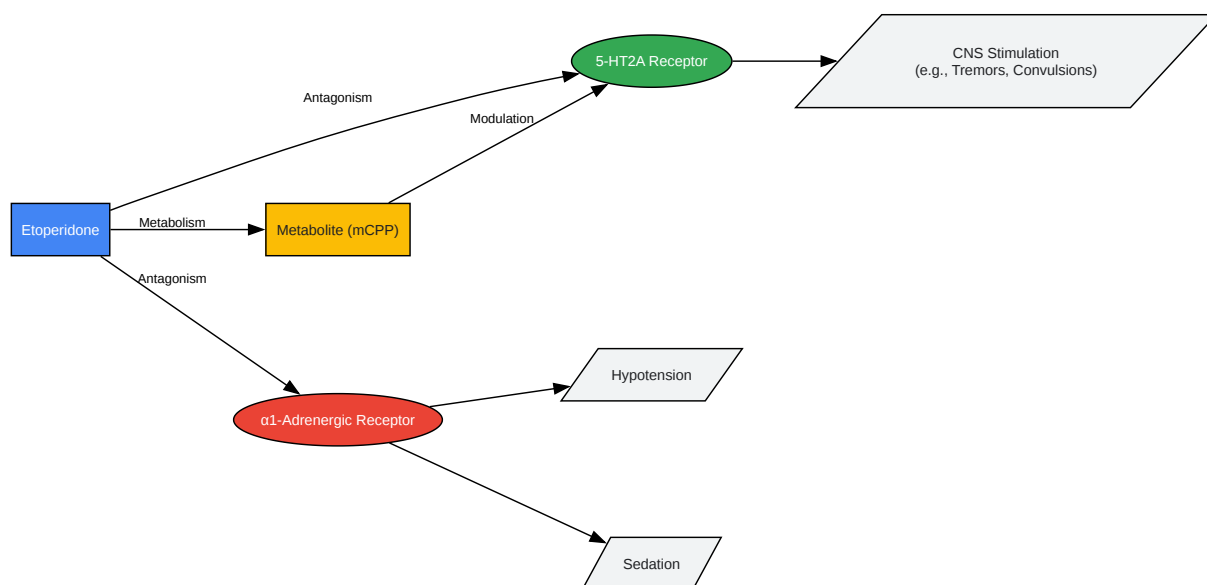 5-HT2A Receptor
CNS Stimulation
(e.g., Tremors, Convulsions)
Antagonism
Modulation
Etoperidone
Metabolism
Metabolite (mCPP)
Antagonism
Hypotension
α1-Adrenergic Receptor
Sedation